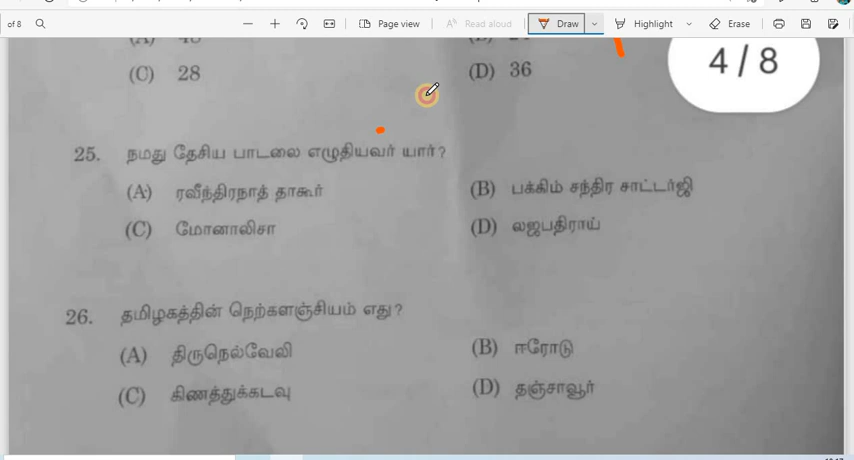 of 8 Page view Read aloud Draw Highlight Erase
4 / 8
(C) 28 (D) 36
25. நமது தேசிய பாடலை எழுதியவர் யார்?
(A) ரவீந்திரநாத் தாகூர் (B) பக்கிம் சந்திர சாட்டர்ஜி
(C) மோனாலிசா (D) லஜபதிராய்
26. தமிழகத்தின் நெற்களஞ்சியம் எது?
(A) திருநெல்வேலி (B) ஈரோடு
(C) கிணத்துக்கடவு (D) தஞ்சாவூர்